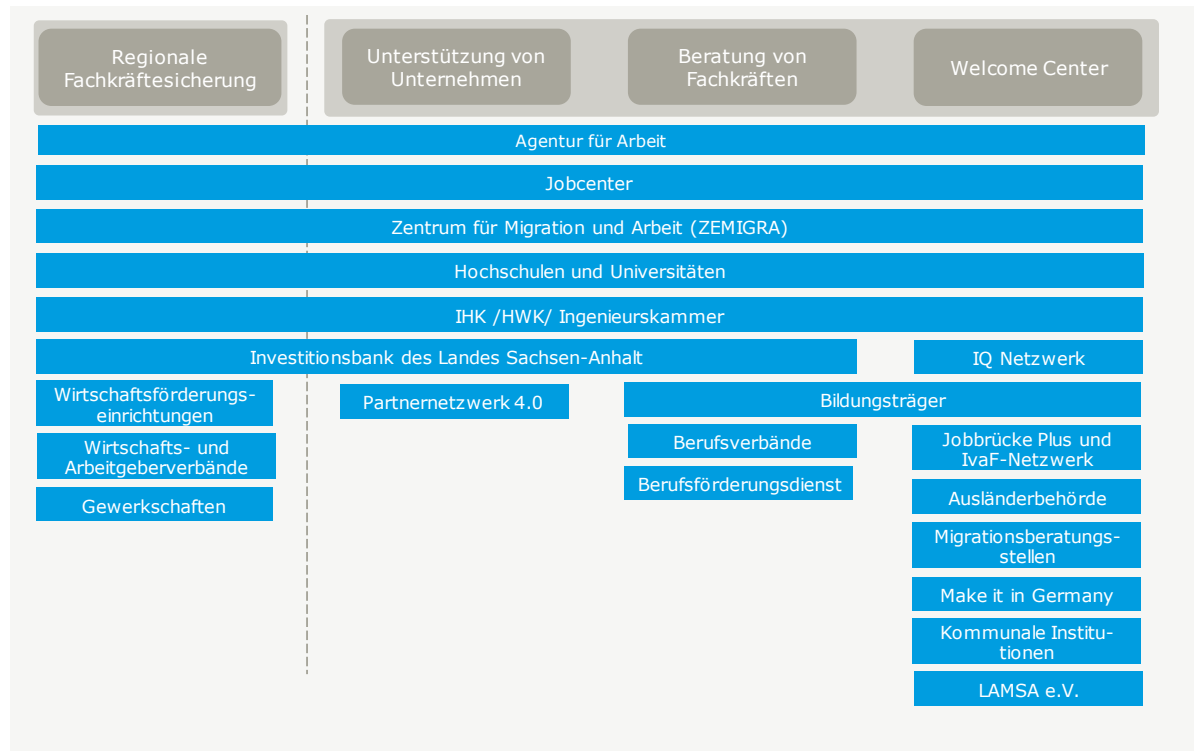 Regionale
Fachkräftesicherung
Unterstützung von
Unternehmen
Beratung von
Fachkräften
Welcome Center
Agentur für Arbeit
Jobcenter
Zentrum für Migration und Arbeit (ZEMIGRA)
Hochschulen und Universitäten
IHK /HWK/ Ingenieurskammer
Investitionsbank des Landes Sachsen-Anhalt
IQ Netzwerk
Wirtschaftsförderungs-
einrichtungen
Partnernetzwerk 4.0
Bildungsträger
Wirtschafts- und
Arbeitgeberverbände
Berufsverbände
Jobbrücke Plus und
IvaF-Netzwerk
Gewerkschaften
Berufsförderungsdienst
Ausländerbehörde
Migrationsberatungs-
stellen
Make it in Germany
Kommunale Institu-
tionen
LAMSA e.V.